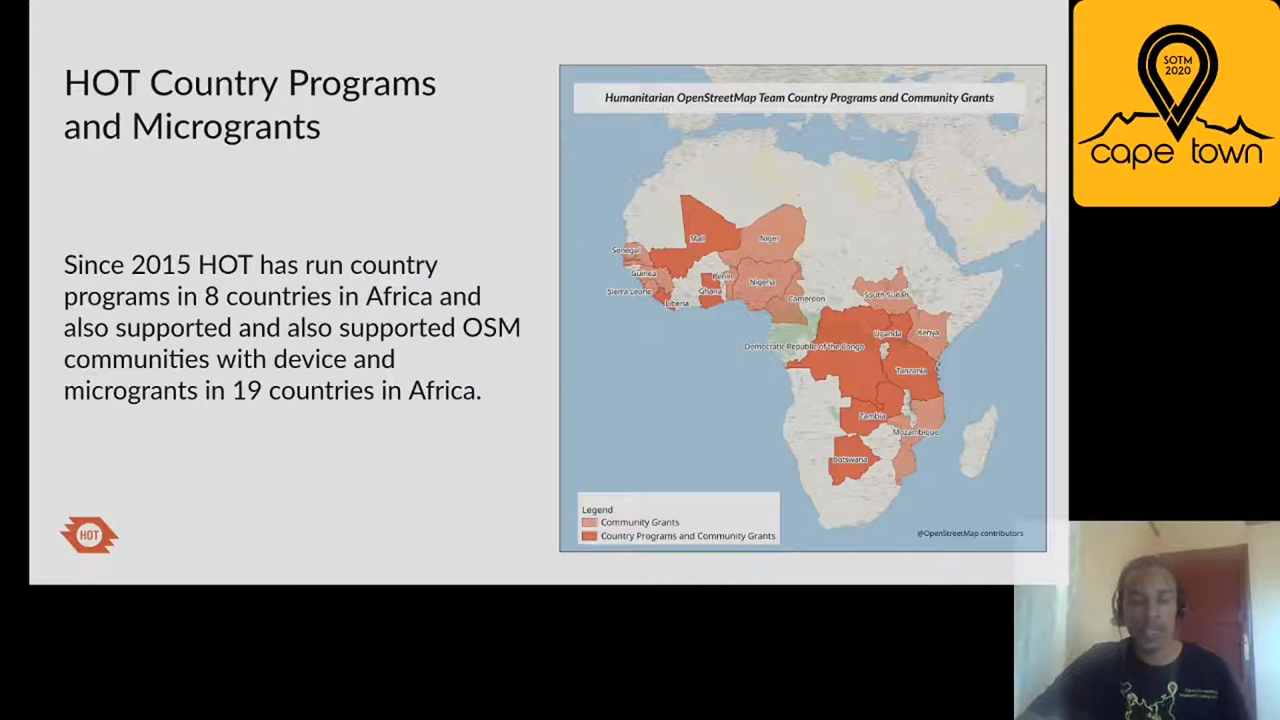 HOT Country Programs
and Microgrants
Since 2015 HOT has run country
programs in 8 countries in Africa and
also supported and also supported OSM
communities with device and
microgrants in 19 countries in Africa.
HOT
Humanitarian OpenStreetMap Team Country Programs and Community Grants
Mali
Niger
Senegal
Guinea
Benin
Nigeria
Sierra Leone
Ghana
Liberia
Cameroon
South Sudan
Uganda
Kenya
Democratic Republic of the Congo
Tanzania
Zambia
Mozambique
Botswana
Legend
Community Grants
Country Programs and Community Grants
@OpenStreetMap contributors
SOTM
2020
cape town